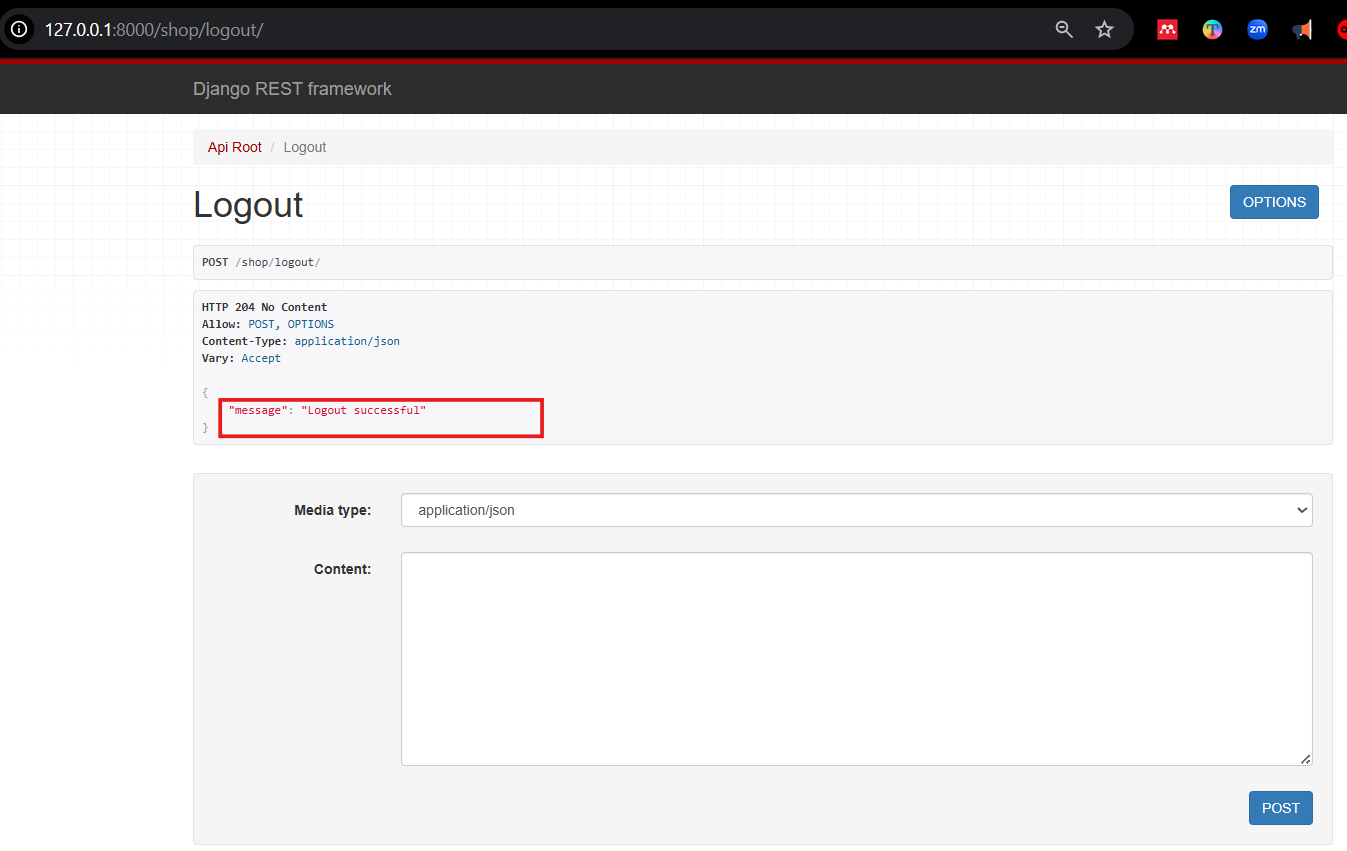 127.0.0.1:8000/shop/logout/
zm
Django REST framework
Api Root / Logout
Logout
OPTIONS
POST /shop/logout/
HTTP 204 No Content
Allow: POST, OPTIONS
Content-Type: application/json
Vary: Accept
{
"message": "Logout successful"
}
Media type:
application/json
Content:
POST